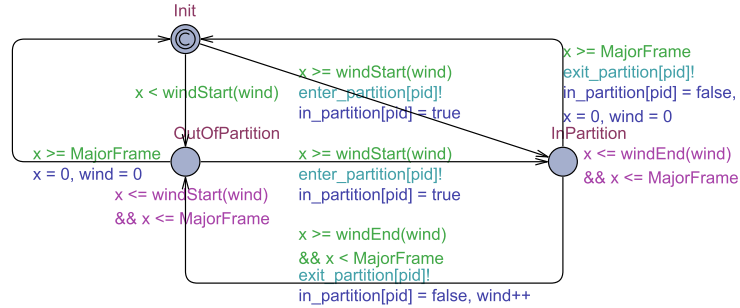 Init
x < windStart(wind)
x >= windStart(wind)
enter_partition[pid]!
in_partition[pid] = true
x >= MajorFrame
exit_partition[pid]!
in_partition[pid] = false,
x = 0, wind = 0
OutOfPartition
InPartition
x >= MajorFrame
x = 0, wind = 0
x <= windStart(wind)
&& x <= MajorFrame
x >= windStart(wind)
enter_partition[pid]!
in_partition[pid] = true
x <= windEnd(wind)
&& x <= MajorFrame
x >= windEnd(wind)
&& x < MajorFrame
exit_partition[pid]!
in_partition[pid] = false, wind++